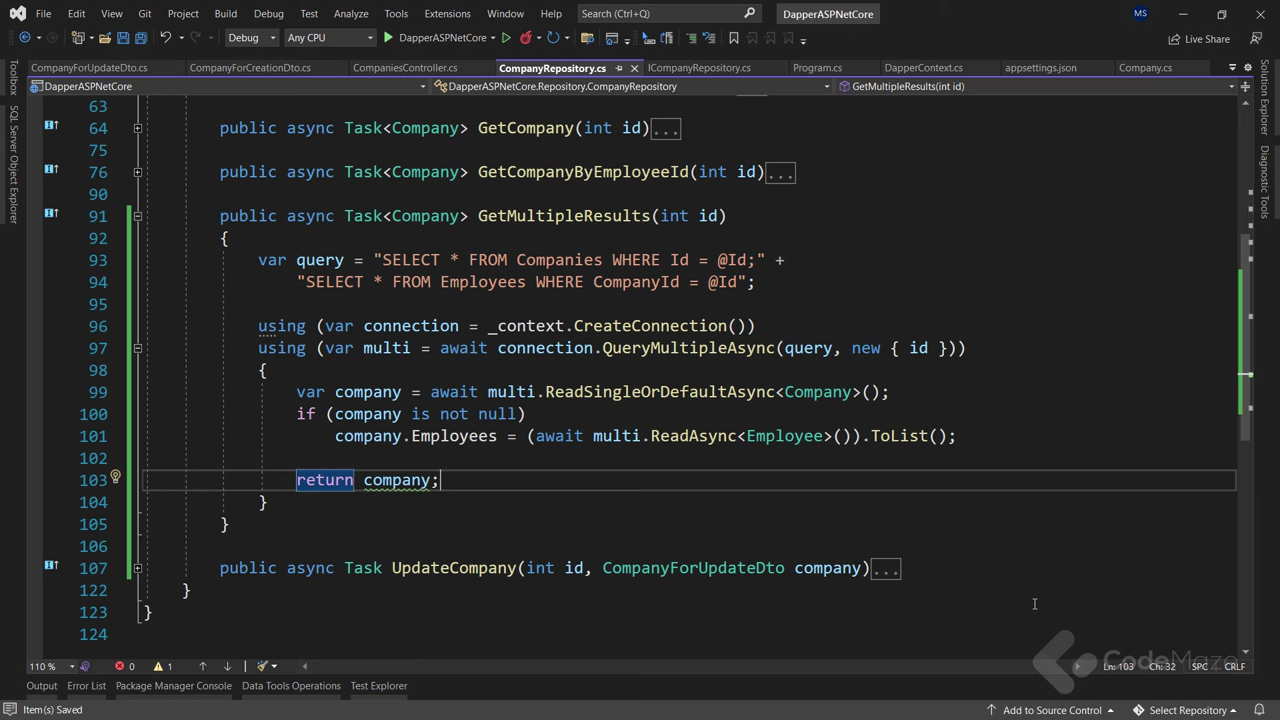 File Edit View Git Project Build Debug Test Analyze Tools Extensions Window Help Search (Ctrl+Q) DapperASPNetCore MS
Debug Any CPU DapperASPNetCore Live Share
CompanyForUpdateDto.cs CompanyForCreationDto.cs CompaniesController.cs CompanyRepository.cs ICompanyRepository.cs Program.cs DapperContext.cs appsettings.json Company.cs
DapperASPNetCore DapperASPNetCore.Repository.CompanyRepository GetMultipleResults(int id)
Toolbox
SQL Server Object Explorer
Solution Explorer
Diagnostic Tools
63
64 public async Task<Company> GetCompany(int id)...
75
76 public async Task<Company> GetCompanyByEmployeeId(int id)...
90
91 public async Task<Company> GetMultipleResults(int id)
92 {
93 var query = "SELECT * FROM Companies WHERE Id = @Id;" +
94 "SELECT * FROM Employees WHERE CompanyId = @Id";
95
96 using (var connection = _context.CreateConnection())
97 using (var multi = await connection.QueryMultipleAsync(query, new { id }))
98 {
99 var company = await multi.ReadSingleOrDefaultAsync<Company>();
100 if (company is not null)
101 company.Employees = (await multi.ReadAsync<Employee>()).ToList();
102
103 return company;
104 }
105 }
106
107 public async Task UpdateCompany(int id, CompanyForUpdateDto company)...
122 }
123 }
124
CodeMaze
110 % 0 1 Ln: 103 Ch: 32 SPC CRLF
Output Error List Package Manager Console Data Tools Operations Test Explorer
Item(s) Saved Add to Source Control Select Repository